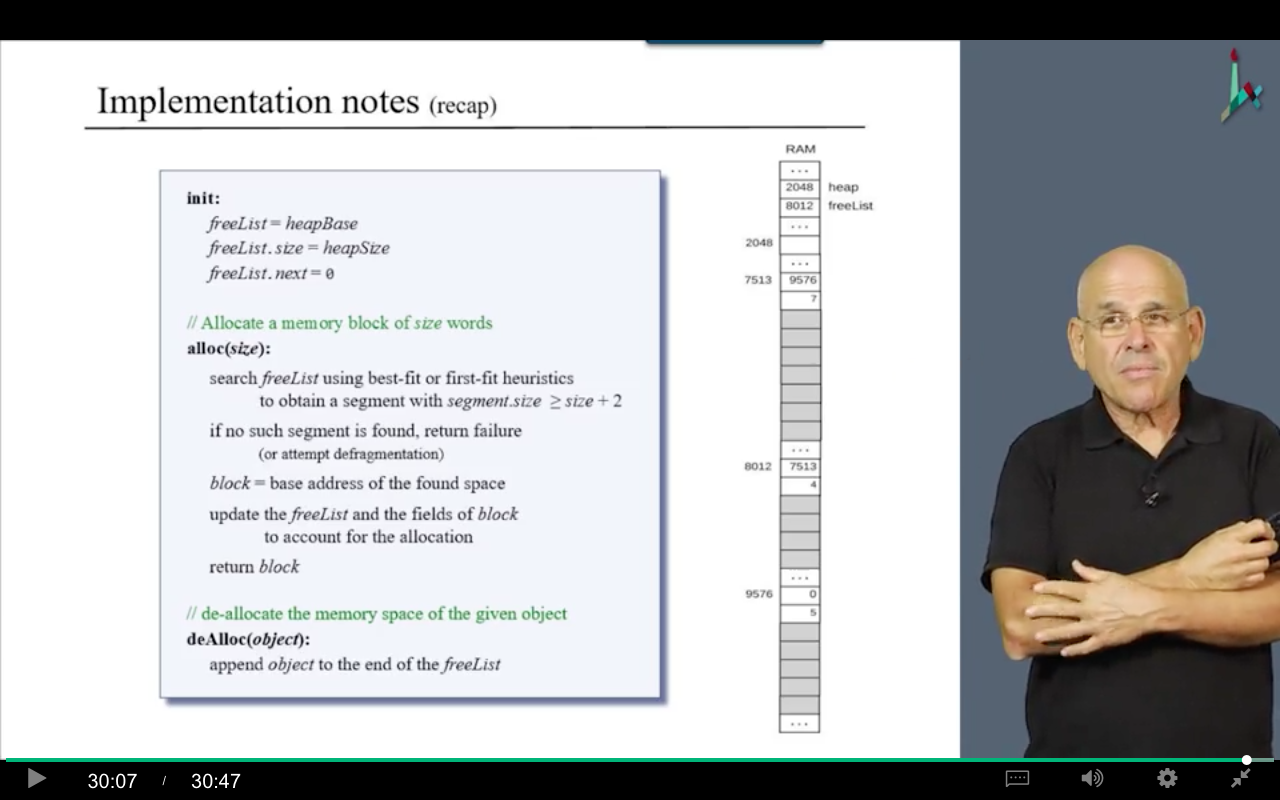 Implementation notes (recap)
init:
freeList = heapBase
freeList.size = heapSize
freeList.next = 0
// Allocate a memory block of size words
alloc(size):
search freeList using best-fit or first-fit heuristics
to obtain a segment with segment.size ≥ size + 2
if no such segment is found, return failure
(or attempt defragmentation)
block = base address of the found space
update the freeList and the fields of block
to account for the allocation
return block
// de-allocate the memory space of the given object
deAlloc(object):
append object to the end of the freeList
RAM
...
2048 heap
8012 freeList
...
2048
...
7513 9576
7
...
8012 7513
4
...
9576 0
5
...
30:07 / 30:47